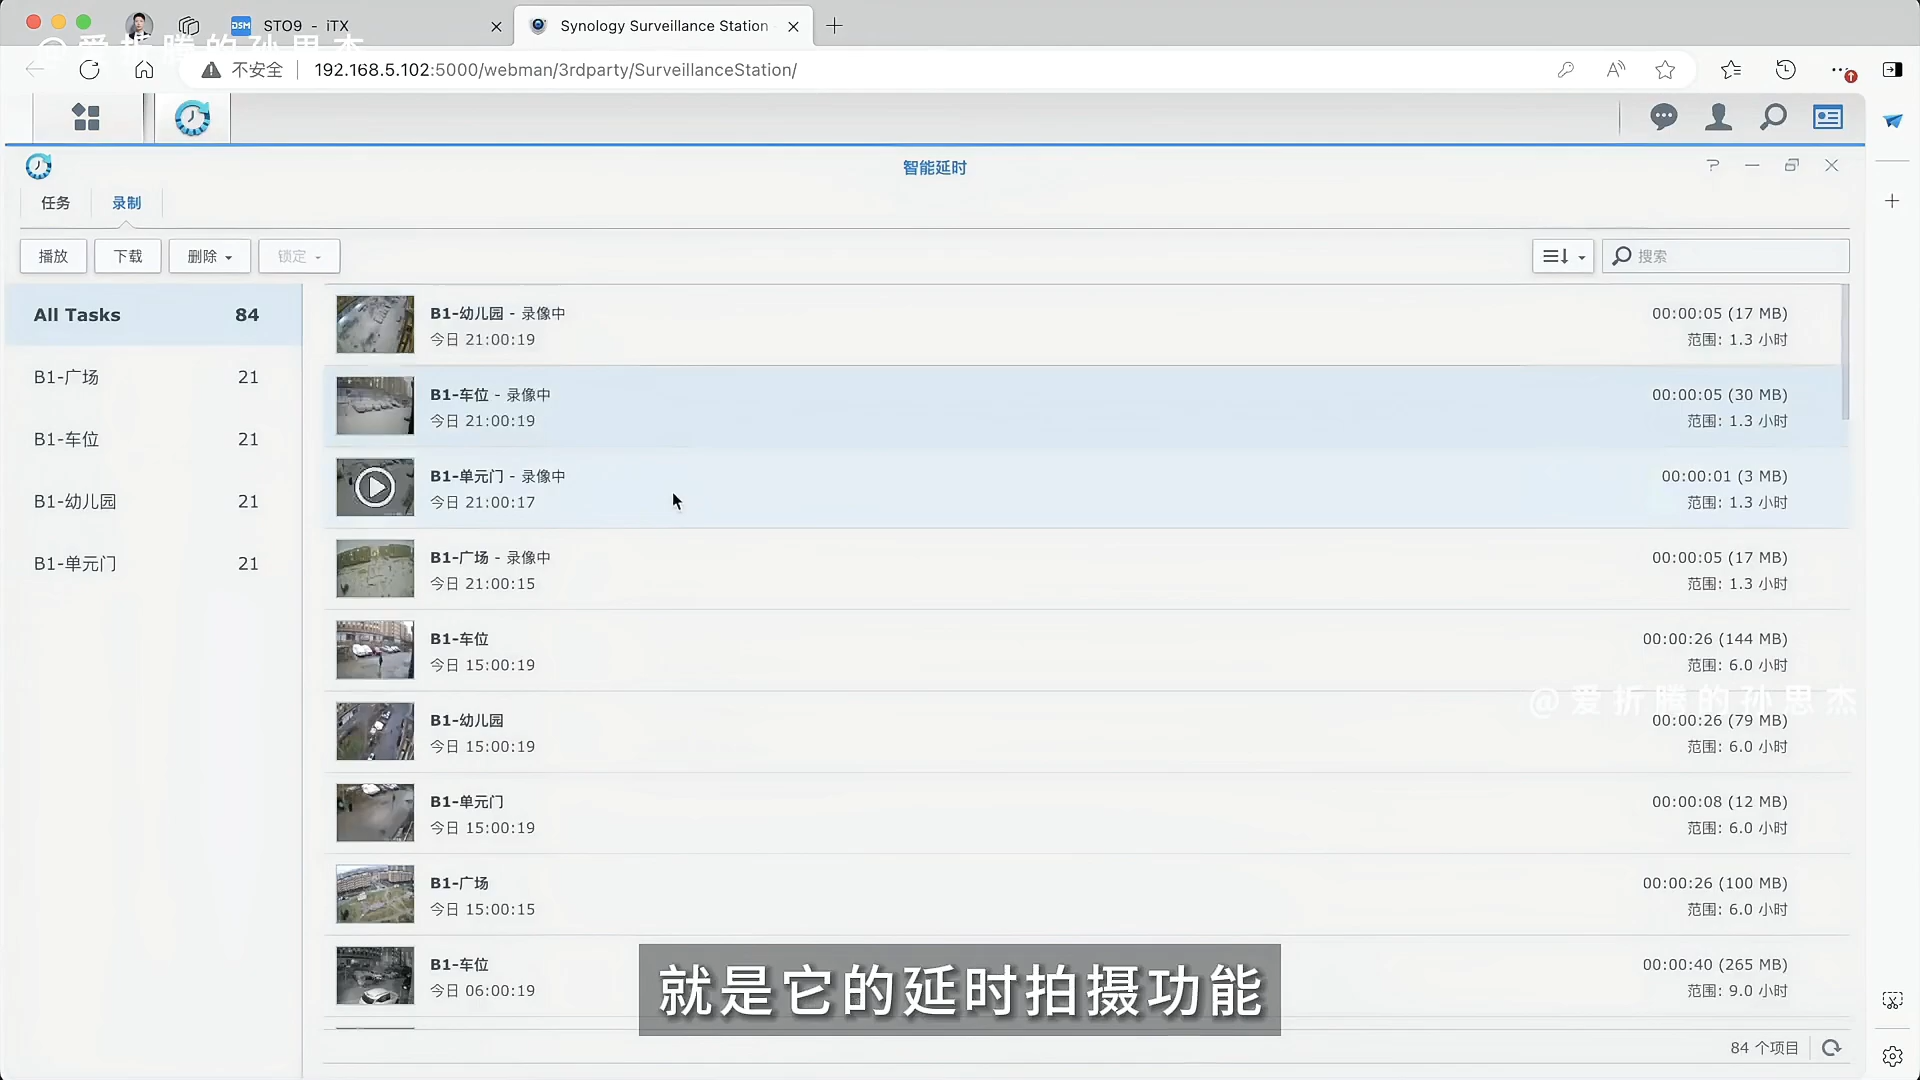 STO9 - iTX
Synology Surveillance Station
@爱折腾的孙思杰
不安全
192.168.5.102:5000/webman/3rdparty/SurveillanceStation/
智能延时
任务 录制
播放 下载 删除 锁定 搜索
All Tasks 84
B1-广场 21
B1-车位 21
B1-幼儿园 21
B1-单元门 21
B1-幼儿园 - 录像中 00:00:05 (17 MB)
今日 21:00:19 范围: 1.3 小时
B1-车位 - 录像中 00:00:05 (30 MB)
今日 21:00:19 范围: 1.3 小时
B1-单元门 - 录像中 00:00:01 (3 MB)
今日 21:00:17 范围: 1.3 小时
B1-广场 - 录像中 00:00:05 (17 MB)
今日 21:00:15 范围: 1.3 小时
B1-车位 00:00:26 (144 MB)
今日 15:00:19 范围: 6.0 小时
@爱折腾的孙思杰
B1-幼儿园 00:00:26 (79 MB)
今日 15:00:19 范围: 6.0 小时
B1-单元门 00:00:08 (12 MB)
今日 15:00:19 范围: 6.0 小时
B1-广场 00:00:26 (100 MB)
今日 15:00:15 范围: 6.0 小时
B1-车位 00:00:40 (265 MB)
今日 06:00:19 范围: 9.0 小时
就是它的延时拍摄功能
84 个项目